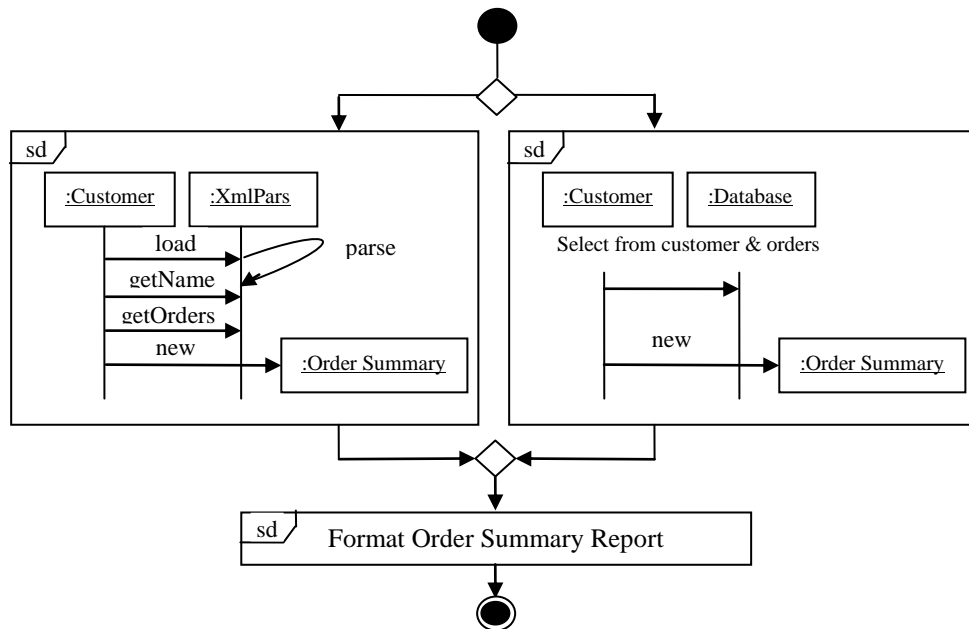 sd
:Customer :XmlPars
load
parse
getName
getOrders
new
:Order Summary
sd
:Customer :Database
Select from customer & orders
new
:Order Summary
sd
Format Order Summary Report